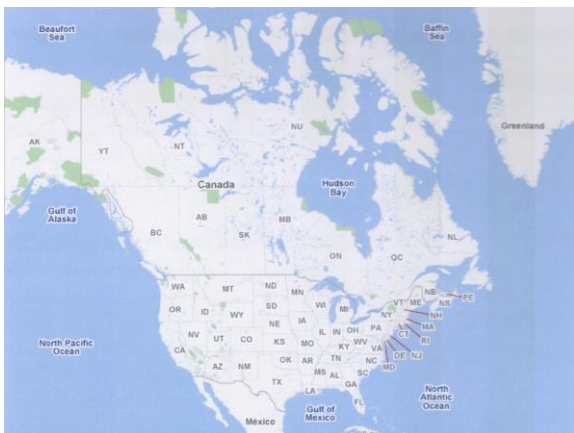 Beaufort
Sea
Baffin
Sea
Greenland
AK
YT
NT
NU
Canada
Hudson
Bay
Gulf of
Alaska
BC
AB
SK
MB
ON
QC
NL
NB
PE
NS
WA
MT
ND
MN
OR
ID
WY
SD
WI
MI
VT
ME
NH
NY
MA
NV
UT
CO
NE
IA
IL
IN
OH
PA
CT
RI
CA
KS
MO
KY
WV
VA
DE
NJ
MD
AZ
NM
OK
AR
TN
NC
SC
TX
MS
AL
GA
LA
FL
North Pacific
Ocean
North
Atlantic
Ocean
Gulf of
Mexico
México